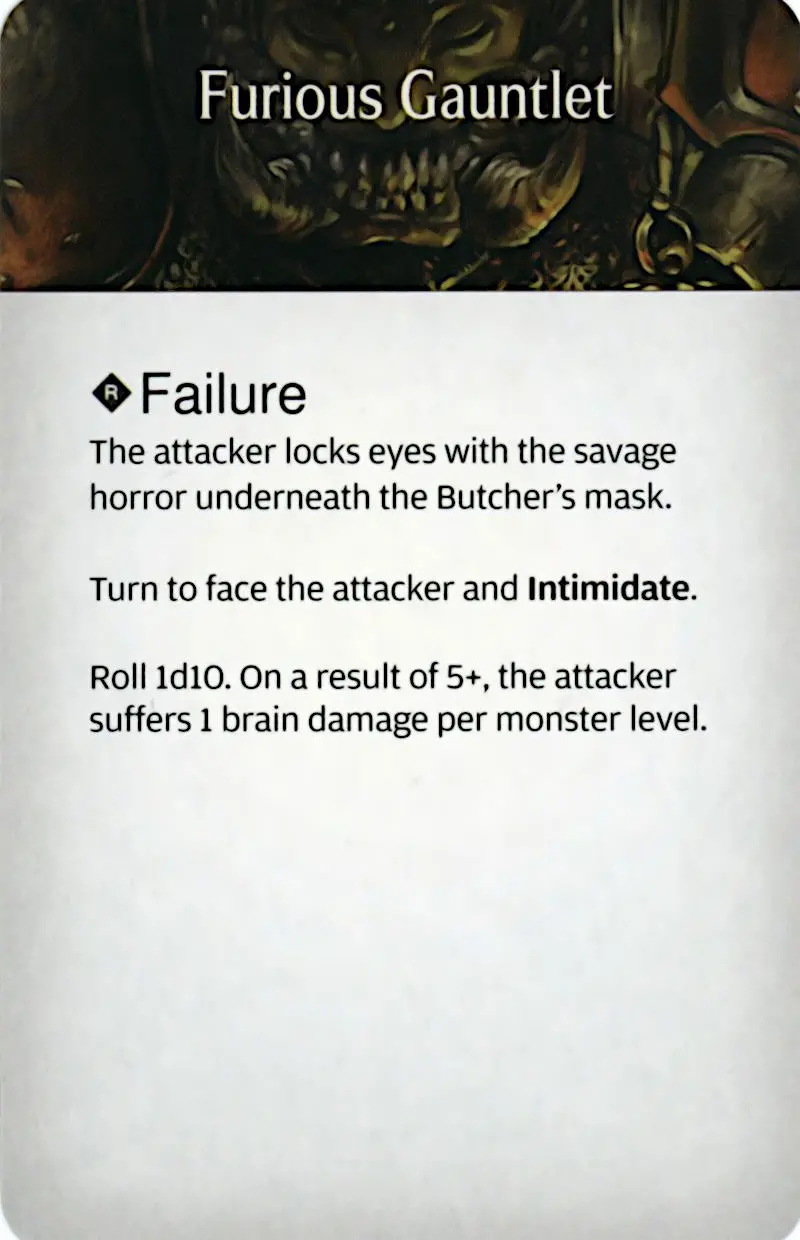 Furious Gauntlet
R Failure
The attacker locks eyes with the savage
horror underneath the Butcher's mask.
Turn to face the attacker and Intimidate.
Roll 1d10. On a result of 5+, the attacker
suffers 1 brain damage per monster level.